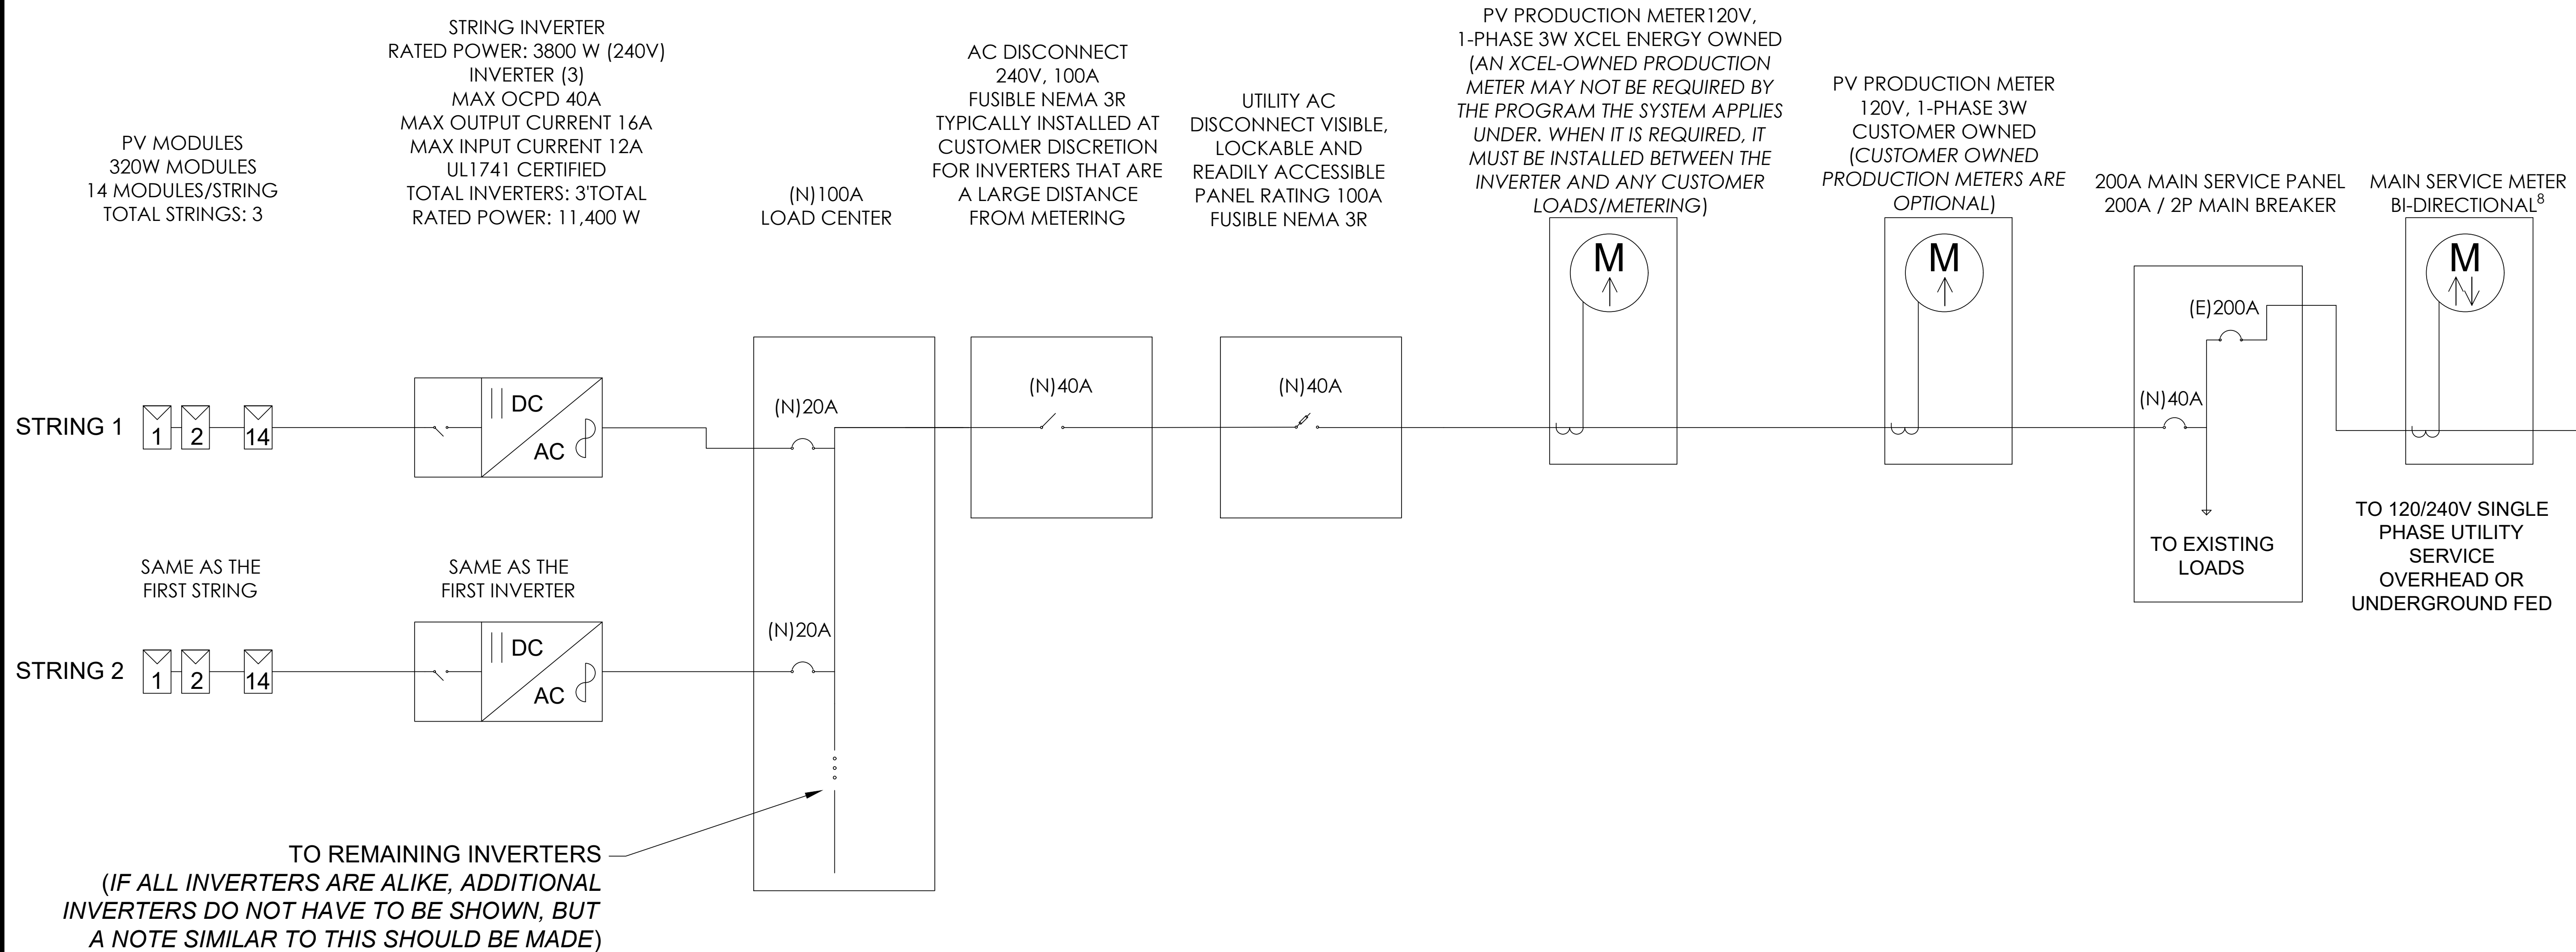 PV MODULES
320W MODULES
14 MODULES/STRING
TOTAL STRINGS: 3
STRING INVERTER
RATED POWER: 3800 W (240V)
INVERTER (3)
MAX OCPD 40A
MAX OUTPUT CURRENT 16A
MAX INPUT CURRENT 12A
UL1741 CERTIFIED
TOTAL INVERTERS: 3'TOTAL
RATED POWER: 11,400 W
(N)100A
LOAD CENTER
AC DISCONNECT
240V, 100A
FUSIBLE NEMA 3R
TYPICALLY INSTALLED AT
CUSTOMER DISCRETION
FOR INVERTERS THAT ARE
A LARGE DISTANCE
FROM METERING
UTILITY AC
DISCONNECT VISIBLE,
LOCKABLE AND
READILY ACCESSIBLE
PANEL RATING 100A
FUSIBLE NEMA 3R
PV PRODUCTION METER120V,
1-PHASE 3W XCEL ENERGY OWNED
(AN XCEL-OWNED PRODUCTION
METER MAY NOT BE REQUIRED BY
THE PROGRAM THE SYSTEM APPLIES
UNDER. WHEN IT IS REQUIRED, IT
MUST BE INSTALLED BETWEEN THE
INVERTER AND ANY CUSTOMER
LOADS/METERING)
PV PRODUCTION METER
120V, 1-PHASE 3W
CUSTOMER OWNED
(CUSTOMER OWNED
PRODUCTION METERS ARE
OPTIONAL)
200A MAIN SERVICE PANEL
200A / 2P MAIN BREAKER
MAIN SERVICE METER
BI-DIRECTIONAL⁸
M
M
M
(E)200A
STRING 1
1
2
14
DC
AC
(N)20A
(N)40A
(N)40A
(N)40A
TO EXISTING
LOADS
TO 120/240V SINGLE
PHASE UTILITY
SERVICE
OVERHEAD OR
UNDERGROUND FED
SAME AS THE
FIRST STRING
SAME AS THE
FIRST INVERTER
STRING 2
1
2
14
DC
AC
(N)20A
TO REMAINING INVERTERS
(IF ALL INVERTERS ARE ALIKE, ADDITIONAL
INVERTERS DO NOT HAVE TO BE SHOWN, BUT
A NOTE SIMILAR TO THIS SHOULD BE MADE)